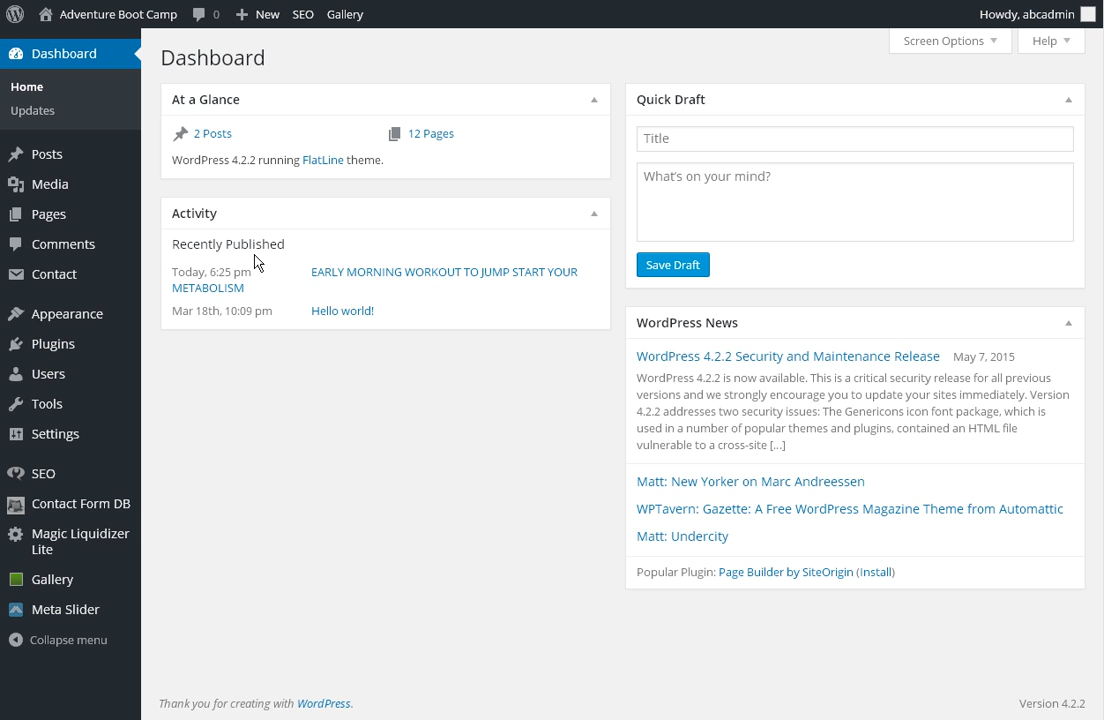 Adventure Boot Camp 0 New SEO Gallery Howdy, abcadmin
Dashboard
Home
Updates
Posts
Media
Pages
Comments
Contact
Appearance
Plugins
Users
Tools
Settings
SEO
Contact Form DB
Magic Liquidizer
Lite
Gallery
Meta Slider
Collapse menu
Screen Options Help
Dashboard
At a Glance
2 Posts 12 Pages
WordPress 4.2.2 running FlatLine theme.
Activity
Recently Published
Today, 6:25 pm EARLY MORNING WORKOUT TO JUMP START YOUR
METABOLISM
Mar 18th, 10:09 pm Hello world!
Quick Draft
Title
What's on your mind?
Save Draft
WordPress News
WordPress 4.2.2 Security and Maintenance Release May 7, 2015
WordPress 4.2.2 is now available. This is a critical security release for all previous
versions and we strongly encourage you to update your sites immediately. Version
4.2.2 addresses two security issues: The Genericons icon font package, which is
used in a number of popular themes and plugins, contained an HTML file
vulnerable to a cross-site [...]
Matt: New Yorker on Marc Andreessen
WPTavern: Gazette: A Free WordPress Magazine Theme from Automattic
Matt: Undercity
Popular Plugin: Page Builder by SiteOrigin (Install)
Thank you for creating with WordPress. Version 4.2.2